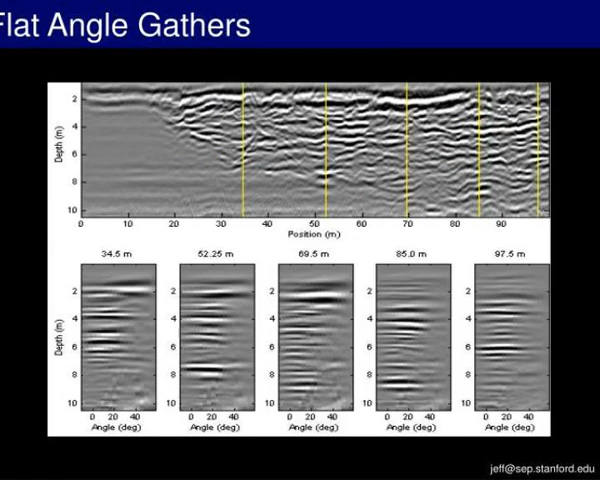 Flat Angle Gathers
2
4
6
8
10
Depth (m)
0 10 20 30 40 50 60 70 80 90
Position (m)
34.5 m 52.25 m 69.5 m 85.0 m 97.5 m
2 2 2 2 2
4 4 4 4 4
6 6 6 6 6
8 8 8 8 8
10 10 10 10 10
Depth (m)
0 20 40 0 20 40 0 20 40 0 20 40 0 20 40
Angle (deg) Angle (deg) Angle (deg) Angle (deg) Angle (deg)
jeff@sep.stanford.edu